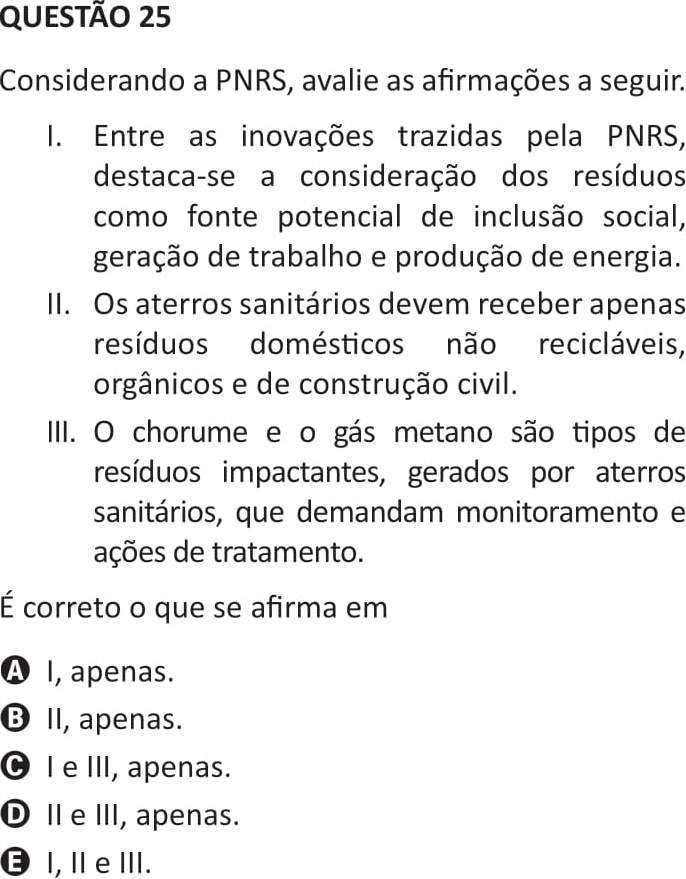 QUESTÃO 25
Considerando a PNRS, avalie as afirmações a seguir.
I. Entre as inovações trazidas pela PNRS,
destaca-se a consideração dos resíduos
como fonte potencial de inclusão social,
geração de trabalho e produção de energia.
II. Os aterros sanitários devem receber apenas
resíduos domésticos não recicláveis,
orgânicos e de construção civil.
III. O chorume e o gás metano são tipos de
resíduos impactantes, gerados por aterros
sanitários, que demandam monitoramento e
ações de tratamento.
É correto o que se afirma em
A I, apenas.
B II, apenas.
C I e III, apenas.
D II e III, apenas.
E I, II e III.